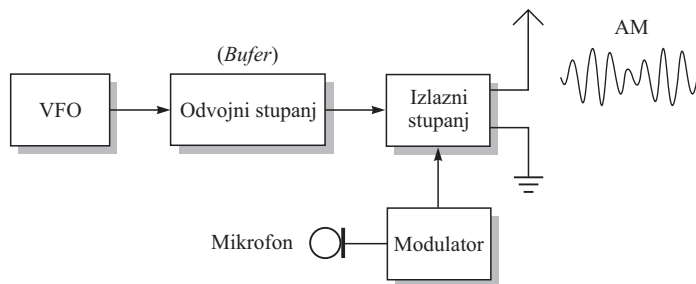 AM
(Bufer)
VFO
Odvojni stupanj
Izlazni
stupanj
Mikrofon
Modulator